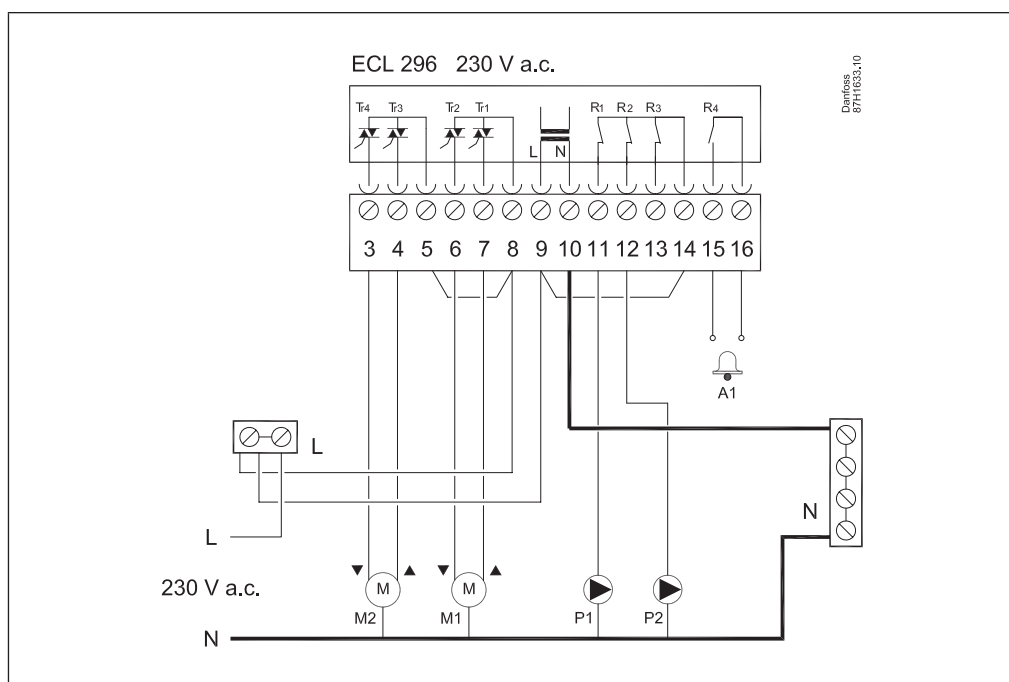 ECL 296 230 V a.c.
Danfoss
87H1633.10
Tr4 Tr3 Tr2 Tr1 R1 R2 R3 R4
L N
3 4 5 6 7 8 9 10 11 12 13 14 15 16
A1
L
N
L
230 V a.c.
M M
M2 M1 P1 P2
N